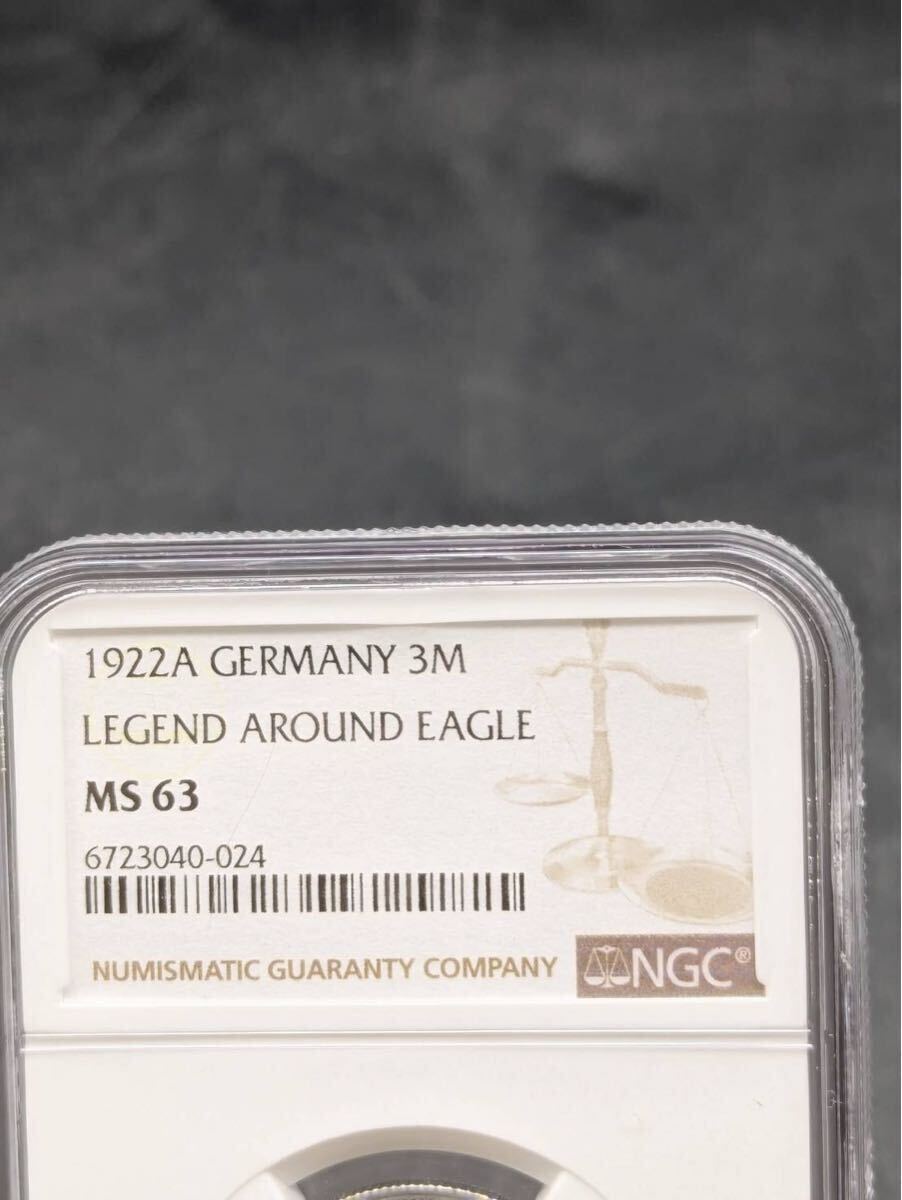 1922A GERMANY 3M
LEGEND AROUND EAGLE
MS 63
6723040-024
NUMISMATIC GUARANTY COMPANY
NGC®